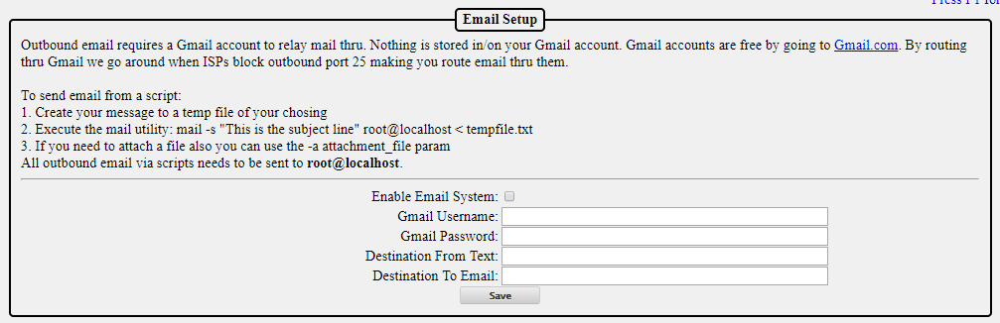 Email Setup
Outbound email requires a Gmail account to relay mail thru. Nothing is stored in/on your Gmail account. Gmail accounts are free by going to Gmail.com. By routing
thru Gmail we go around when ISPs block outbound port 25 making you route email thru them.
To send email from a script:
1. Create your message to a temp file of your chosing
2. Execute the mail utility: mail -s "This is the subject line" root@localhost < tempfile.txt
3. If you need to attach a file also you can use the -a attachment_file param
All outbound email via scripts needs to be sent to root@localhost.
Enable Email System:
Gmail Username:
Gmail Password:
Destination From Text:
Destination To Email:
Save